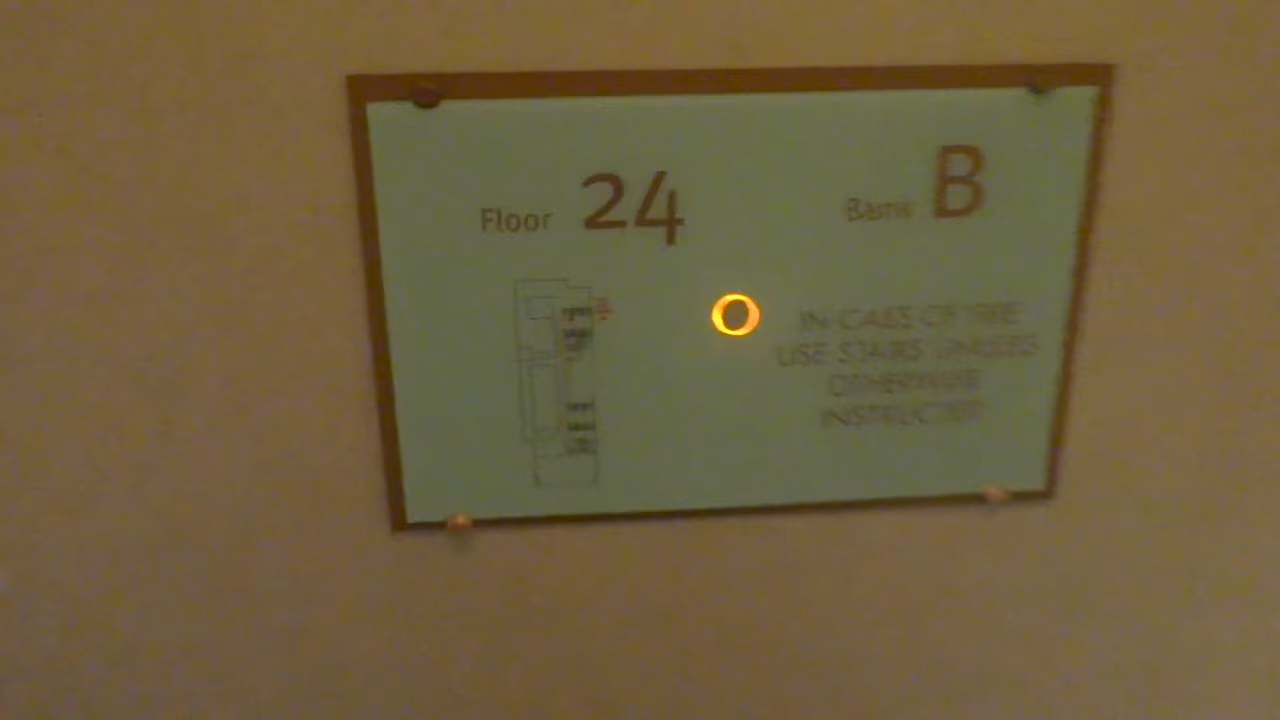 Floor 24
Bank B
IN CASE OF FIRE
USE STAIRS UNLESS
OTHERWISE
INSTRUCTED